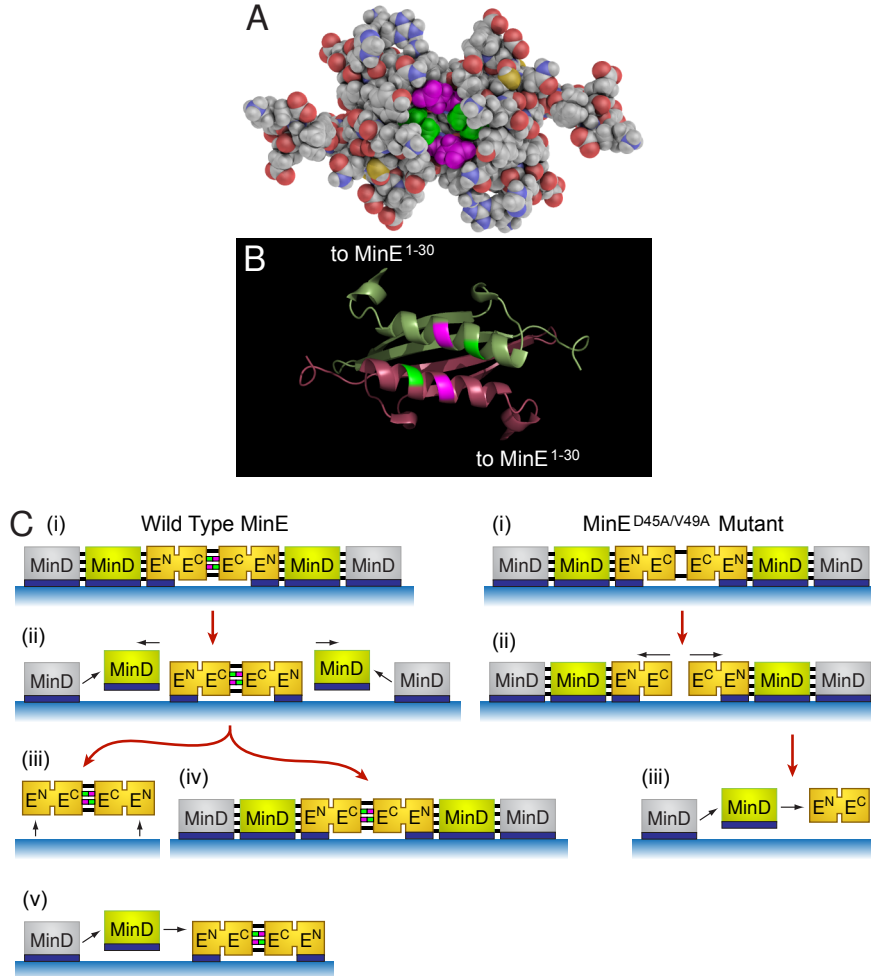 A
B
to MinE1-30
to MinE1-30
C
(i) Wild Type MinE
MinD MinD EN EC EC EN MinD MinD
(ii)
MinD MinD EN EC EC EN MinD MinD
(iii)
EN EC EC EN
(iv)
MinD MinD EN EC EC EN MinD MinD
(v)
MinD MinD EN EC EC EN
(i) MinE D45A/V49A Mutant
MinD MinD EN EC EC EN MinD MinD
(ii)
MinD MinD EN EC EC EN MinD MinD
(iii)
MinD MinD EN EC